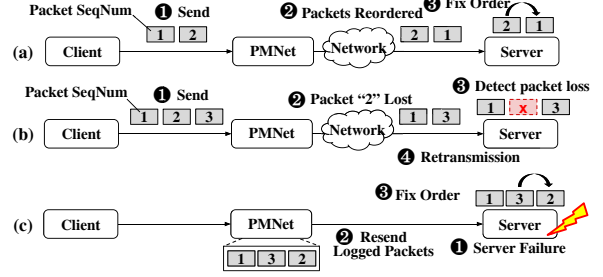 ❸ Fix Order
Packet SeqNum ❶ Send ❷ Packets Reordered
1 2 2 1 2 1
(a) Client PMNet Network Server
Packet SeqNum ❶ Send ❷ Packet “2” Lost ❸ Detect packet loss
1 2 3 1 3 1 x 3
(b) Client PMNet Network Server
❹ Retransmission
❸ Fix Order 1 3 2
(c) Client PMNet Server
❷ Resend
Logged Packets ❶ Server Failure
1 3 2